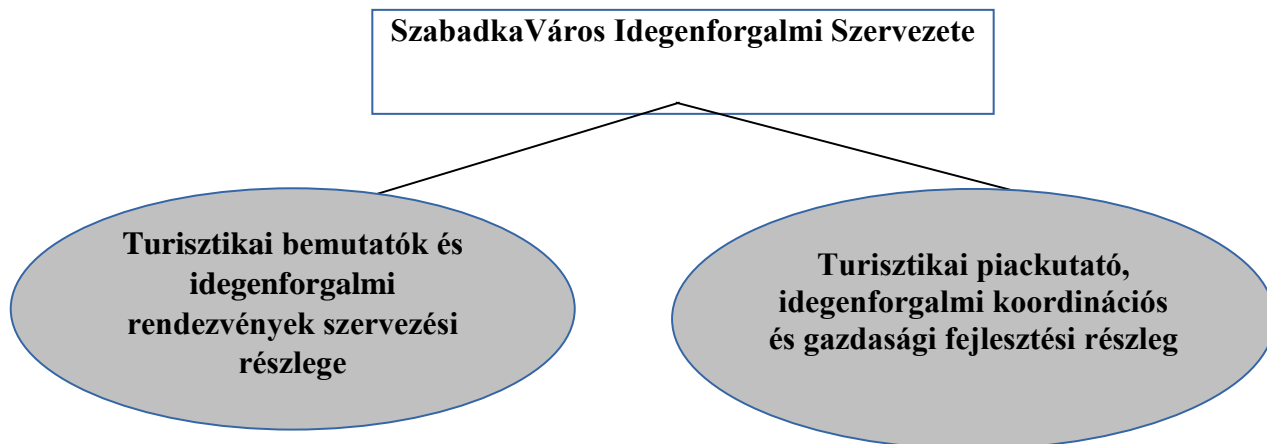 SzabadkaVáros Idegenforgalmi Szervezete
Turisztikai bemutatók és
idegenforgalmi
rendezvények szervezési
részlege
Turisztikai piackutató,
idegenforgalmi koordinációs
és gazdasági fejlesztési részleg